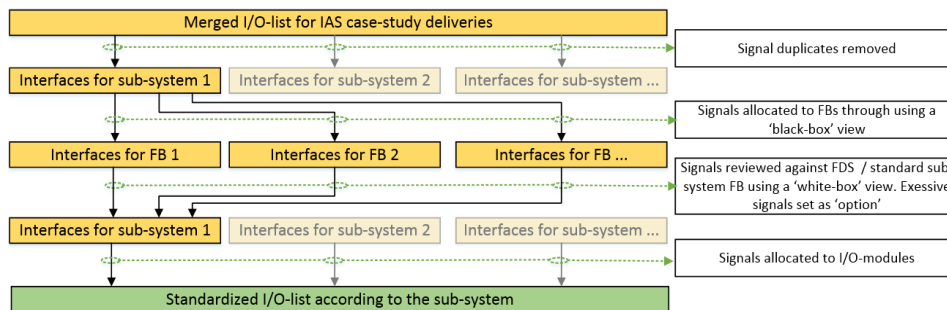 Merged I/O-list for IAS case-study deliveries
Signal duplicates removed
Interfaces for sub-system 1
Interfaces for sub-system 2
Interfaces for sub-system ...
Signals allocated to FBs through using a
‘black-box’ view
Interfaces for FB 1
Interfaces for FB 2
Interfaces for FB ...
Signals reviewed against FDS / standard sub-
system FB using a ‘white-box’ view. Exessive
signals set as ‘option’
Interfaces for sub-system 1
Interfaces for sub-system 2
Interfaces for sub-system ...
Signals allocated to I/O-modules
Standardized I/O-list according to the sub-system